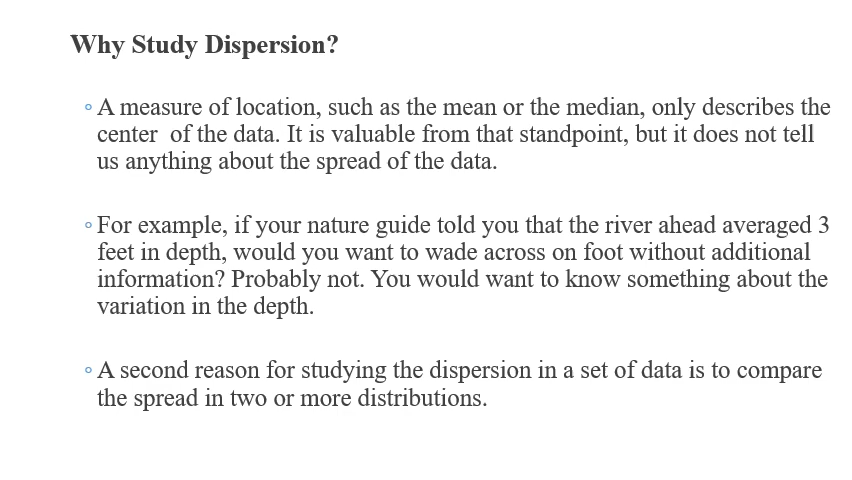 Why Study Dispersion?
◦ A measure of location, such as the mean or the median, only describes the
center  of the data. It is valuable from that standpoint, but it does not tell
us anything about the spread of the data.
◦ For example, if your nature guide told you that the river ahead averaged 3
feet in depth, would you want to wade across on foot without additional
information? Probably not. You would want to know something about the
variation in the depth.
◦ A second reason for studying the dispersion in a set of data is to compare
the spread in two or more distributions.